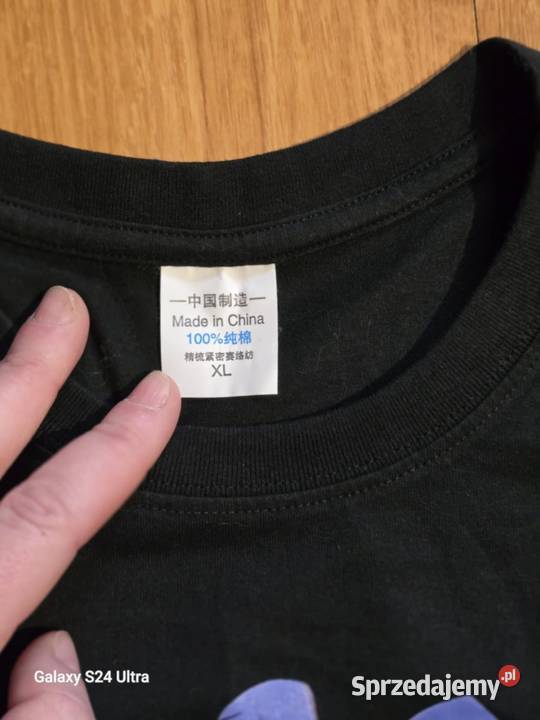 —中国制造—
Made in China
100%纯棉
精梳紧密赛络纺
XL
Galaxy S24 Ultra
Sprzedajemy.pl